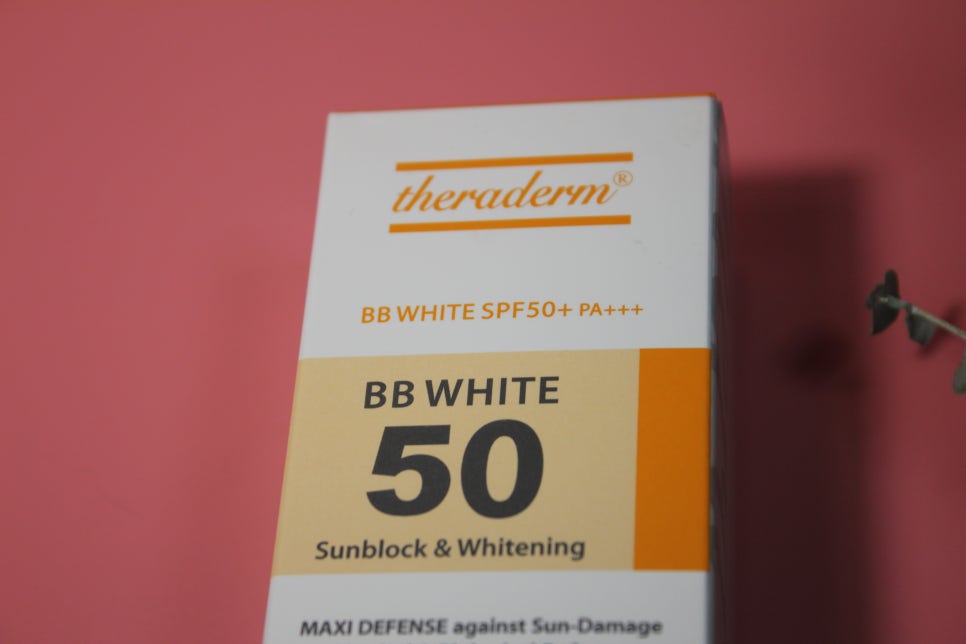 theraderm®
BB WHITE SPF50+ PA+++
BB WHITE
50
Sunblock & Whitening
MAXI DEFENSE against Sun-Damage